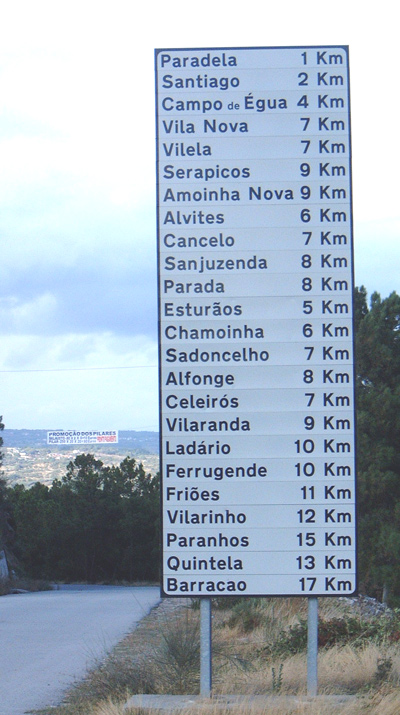 Paradela 1 Km
Santiago 2 Km
Campo de Égua 4 Km
Vila Nova 7 Km
Vilela 7 Km
Serapicos 9 Km
Amoinha Nova 9 Km
Alvites 6 Km
Cancelo 7 Km
Sanjuzenda 8 Km
Parada 8 Km
Esturãos 5 Km
Chamoinha 6 Km
Sadoncelho 7 Km
Alfonge 8 Km
Celeirós 7 Km
Vilaranda 9 Km
Ladário 10 Km
Ferrugende 10 Km
Friões 11 Km
Vilarinho 12 Km
Paranhos 15 Km
Quintela 13 Km
Barracao 17 Km
PROMOÇÃO DOS PILARES